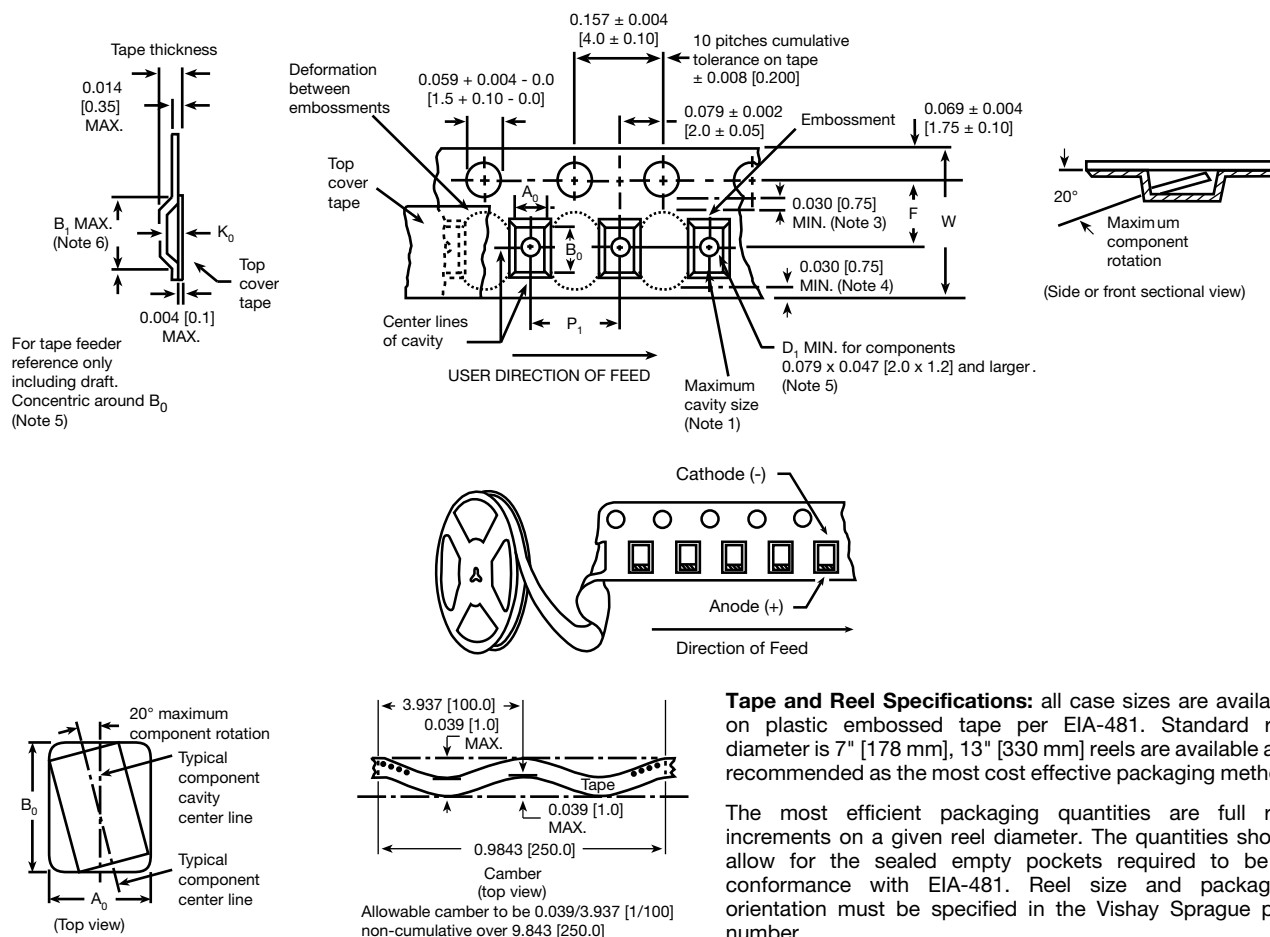 0.157 ± 0.004
[4.0 ± 0.10]
10 pitches cumulative
tolerance on tape
± 0.008 [0.200]
Tape thickness
0.014
[0.35]
MAX.
Deformation
between
embossments
0.059 + 0.004 - 0.0
[1.5 + 0.10 - 0.0]
0.079 ± 0.002
[2.0 ± 0.05]
Embossment
0.069 ± 0.004
[1.75 ± 0.10]
Top
cover
tape
A0
B0
0.030 [0.75]
MIN. (Note 3)
F
W
20°
Maximum
component
rotation
(Side or front sectional view)
B1 MAX.
(Note 6)
K0
Top
cover
tape
0.004 [0.1]
MAX.
0.030 [0.75]
MIN. (Note 4)
Center lines
of cavity
P1
USER DIRECTION OF FEED
D1 MIN. for components
0.079 x 0.047 [2.0 x 1.2] and larger.
(Note 5)
Maximum
cavity size
(Note 1)
For tape feeder
reference only
including draft.
Concentric around B0
(Note 5)
Cathode (-)
Anode (+)
Direction of Feed
20° maximum
component rotation
Typical
component
cavity
center line
B0
Typical
component
center line
A0
(Top view)
3.937 [100.0]
0.039 [1.0]
MAX.
Tape
0.039 [1.0]
MAX.
0.9843 [250.0]
Camber
(top view)
Allowable camber to be 0.039/3.937 [1/100]
non-cumulative over 9.843 [250.0]
Tape and Reel Specifications: all case sizes are availa
on plastic embossed tape per EIA-481. Standard r
diameter is 7" [178 mm], 13" [330 mm] reels are available a
recommended as the most cost effective packaging meth
The most efficient packaging quantities are full r
increments on a given reel diameter. The quantities sho
allow for the sealed empty pockets required to be
conformance with EIA-481. Reel size and packag
orientation must be specified in the Vishay Sprague p
number.